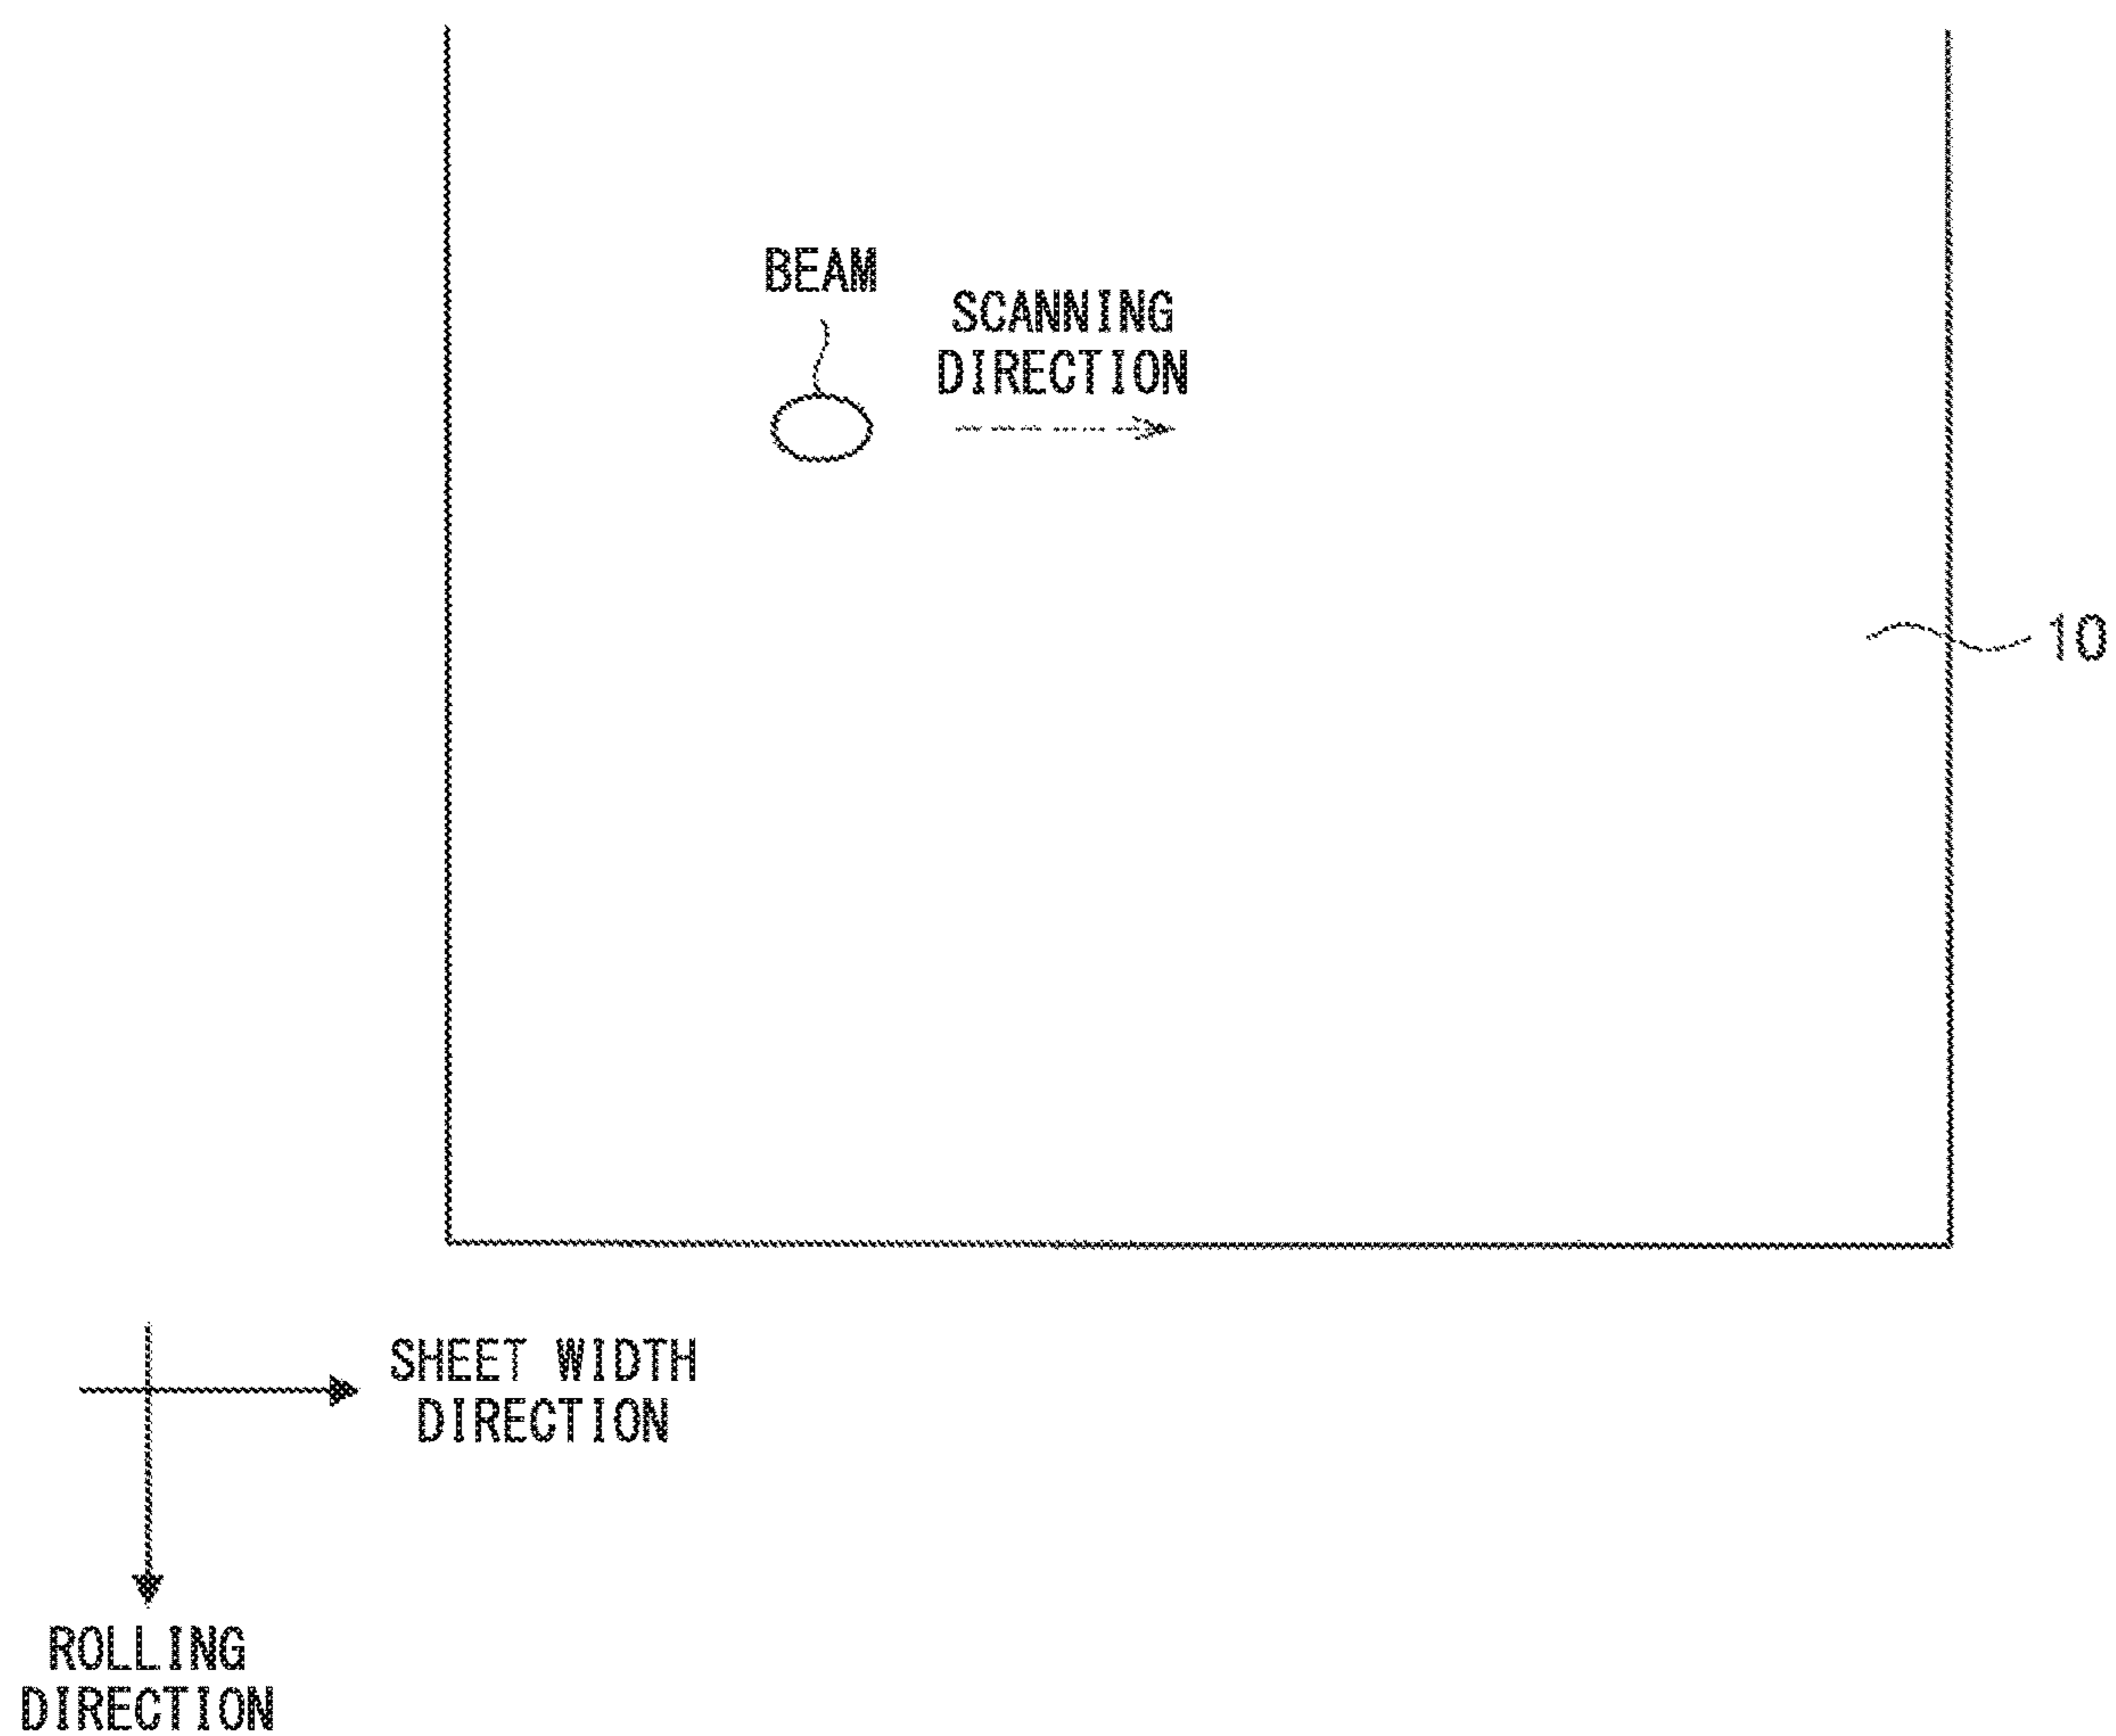 BEAM
SCANNING
DIRECTION
10
SHEET WIDTH
DIRECTION
ROLLING
DIRECTION